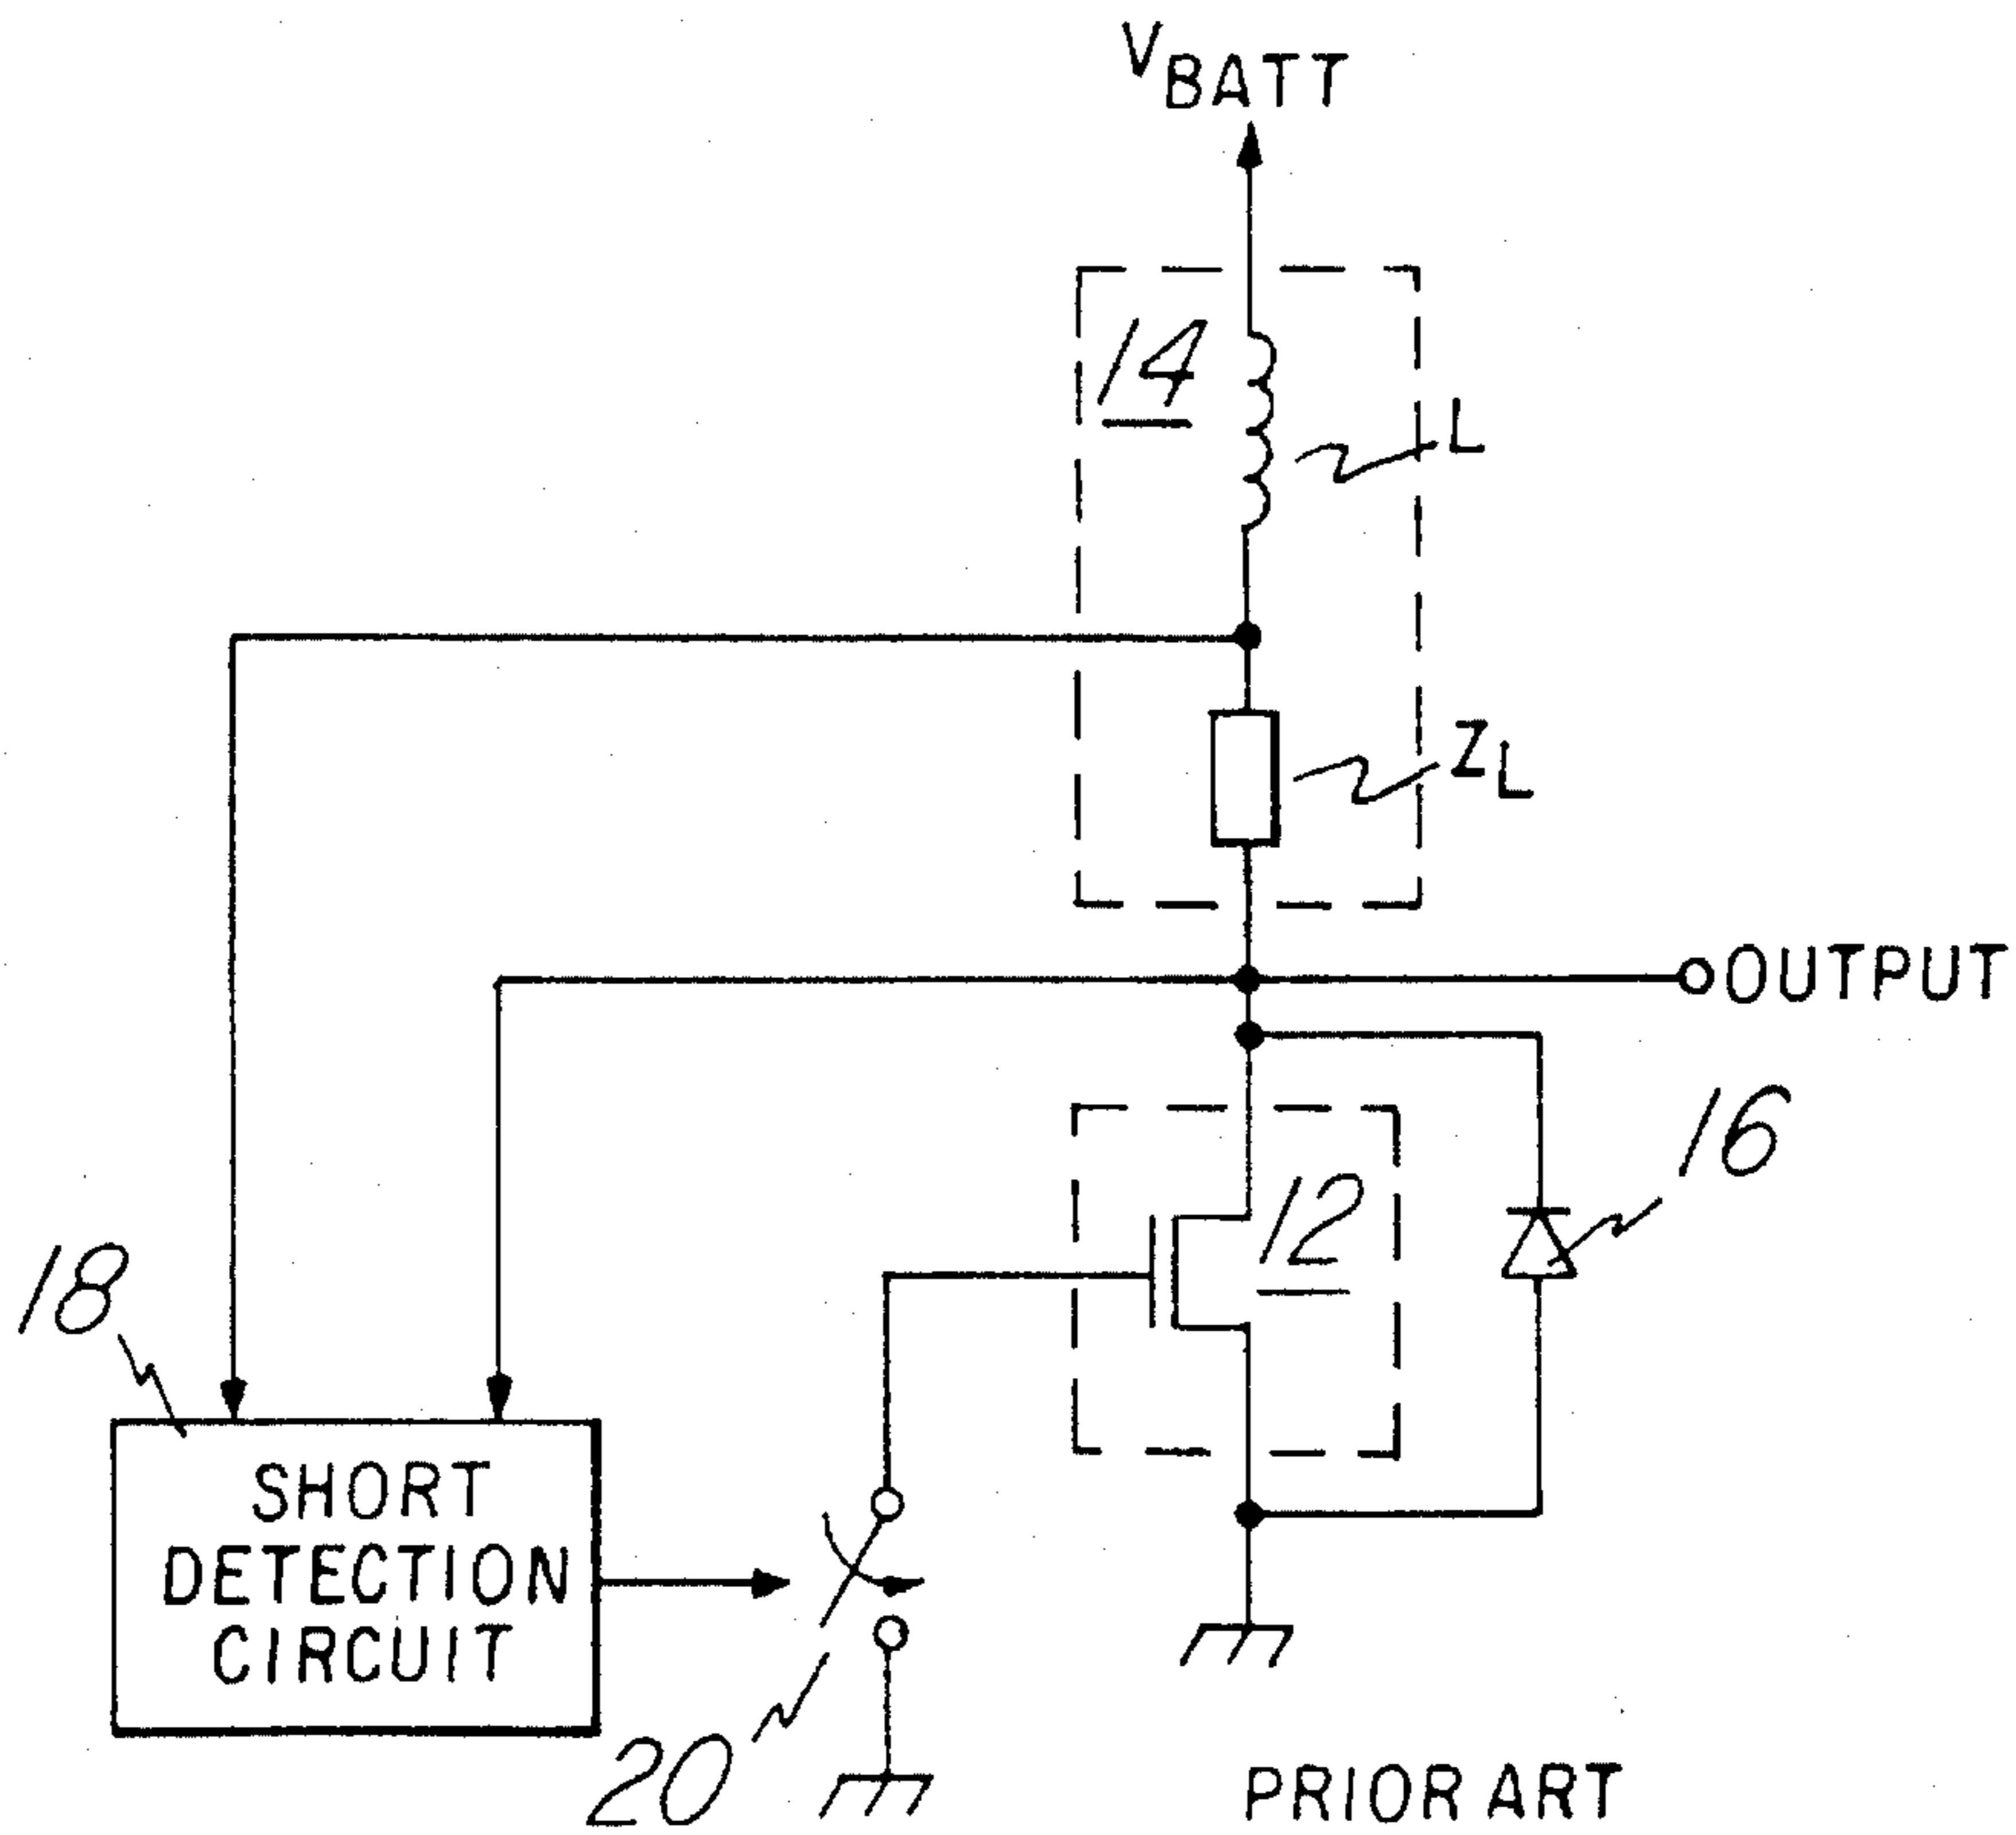 VBATT
14
L
ZL
OUTPUT
16
12
18
SHORT
DETECTION
CIRCUIT
20
PRIOR ART